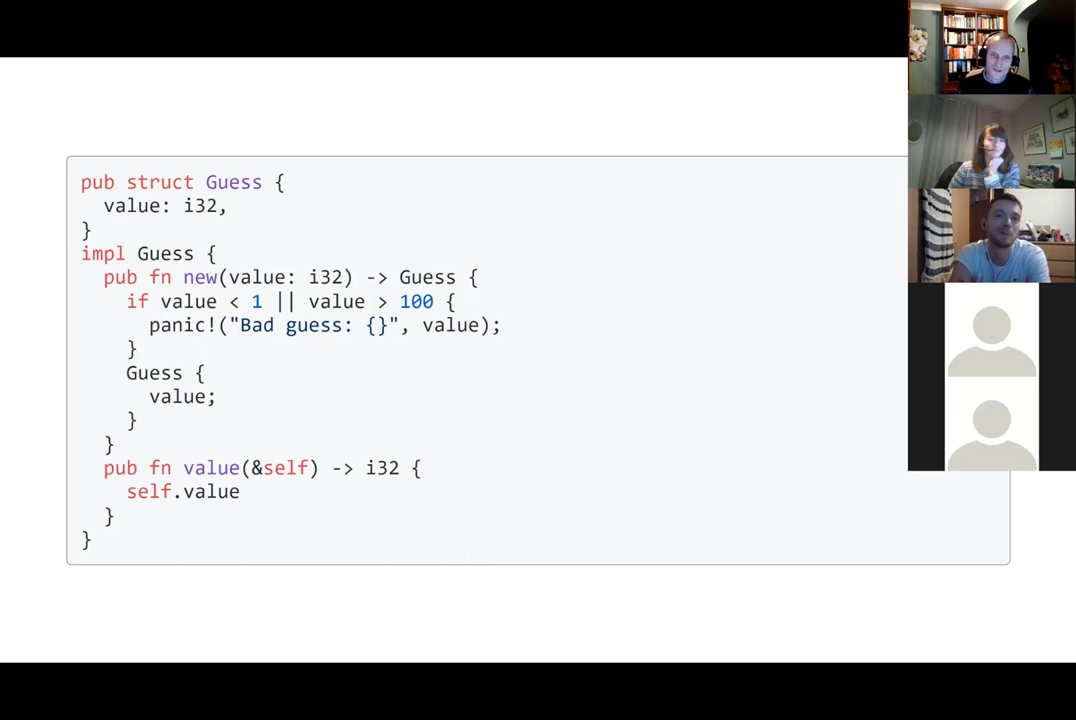 pub struct Guess {
  value: i32,
}
impl Guess {
  pub fn new(value: i32) -> Guess {
    if value < 1 || value > 100 {
      panic!("Bad guess: {}", value);
    }
    Guess {
      value;
    }
  }
  pub fn value(&self) -> i32 {
    self.value
  }
}